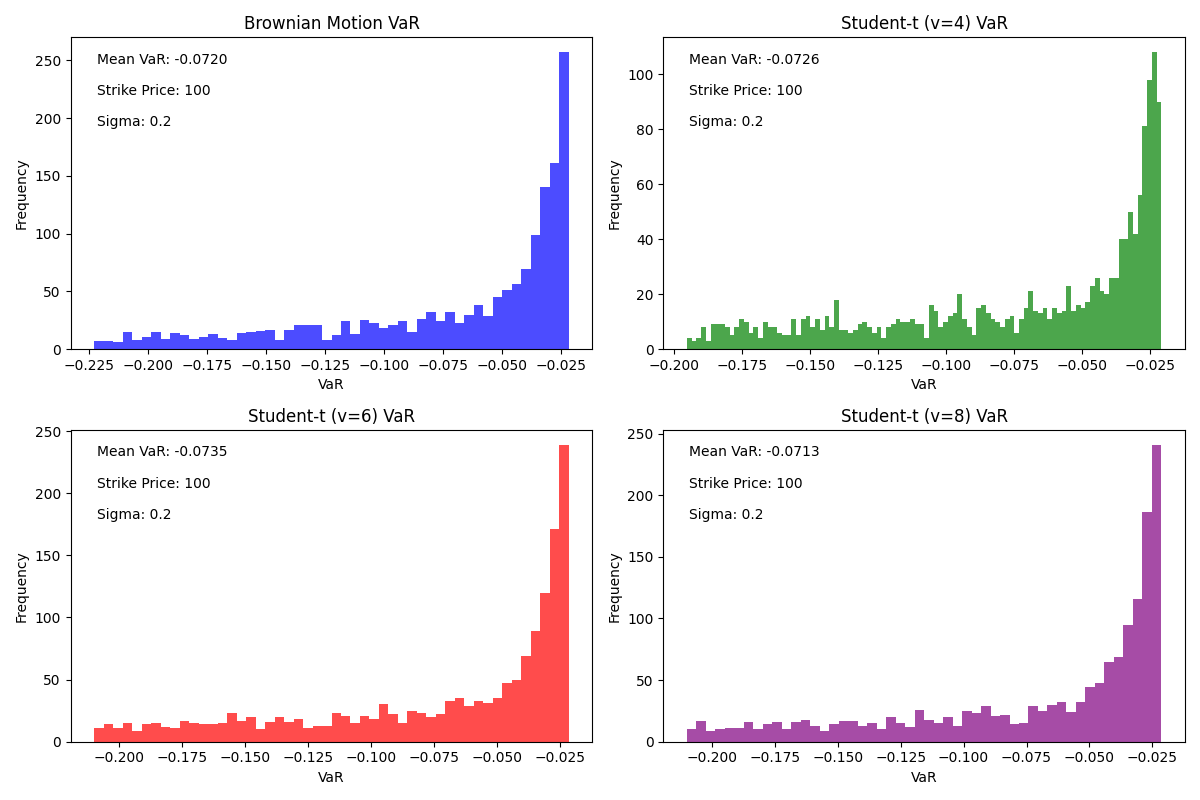 Brownian Motion VaR
Mean VaR: -0.0720
Strike Price: 100
Sigma: 0.2
Frequency
250
200
150
100
50
0
−0.225 −0.200 −0.175 −0.150 −0.125 −0.100 −0.075 −0.050 −0.025
VaR
Student-t (v=4) VaR
Mean VaR: -0.0726
Strike Price: 100
Sigma: 0.2
Frequency
100
80
60
40
20
0
−0.200 −0.175 −0.150 −0.125 −0.100 −0.075 −0.050 −0.025
VaR
Student-t (v=6) VaR
Mean VaR: -0.0735
Strike Price: 100
Sigma: 0.2
Frequency
250
200
150
100
50
0
−0.200 −0.175 −0.150 −0.125 −0.100 −0.075 −0.050 −0.025
VaR
Student-t (v=8) VaR
Mean VaR: -0.0713
Strike Price: 100
Sigma: 0.2
Frequency
250
200
150
100
50
0
−0.200 −0.175 −0.150 −0.125 −0.100 −0.075 −0.050 −0.025
VaR